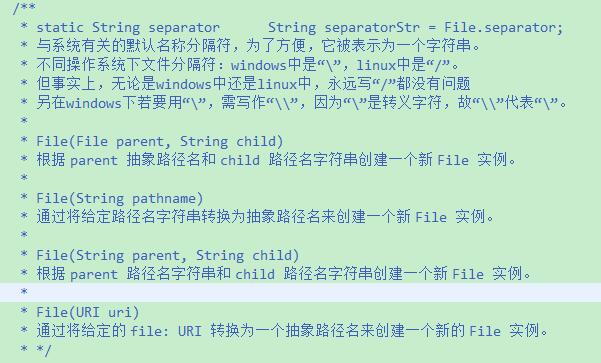 /**
* static String separator String separatorStr = File.separator;
* 与系统有关的默认名称分隔符，为了方便，它被表示为一个字符串。
* 不同操作系统下文件分隔符：windows中是“\”，linux中是“/”。
* 但事实上，无论是windows中还是linux中，永远写“/”都没有问题
* 另在windows下若要用“\”，需写作“\\”，因为“\”是转义字符，故“\\”代表“\”。
*
* File(File parent, String child)
* 根据 parent 抽象路径名和 child 路径名字符串创建一个新 File 实例。
*
* File(String pathname)
* 通过将给定路径名字符串转换为抽象路径名来创建一个新 File 实例。
*
* File(String parent, String child)
* 根据 parent 路径名字符串和 child 路径名字符串创建一个新 File 实例。
*
* File(URI uri)
* 通过将给定的 file: URI 转换为一个抽象路径名来创建一个新的 File 实例。
* */